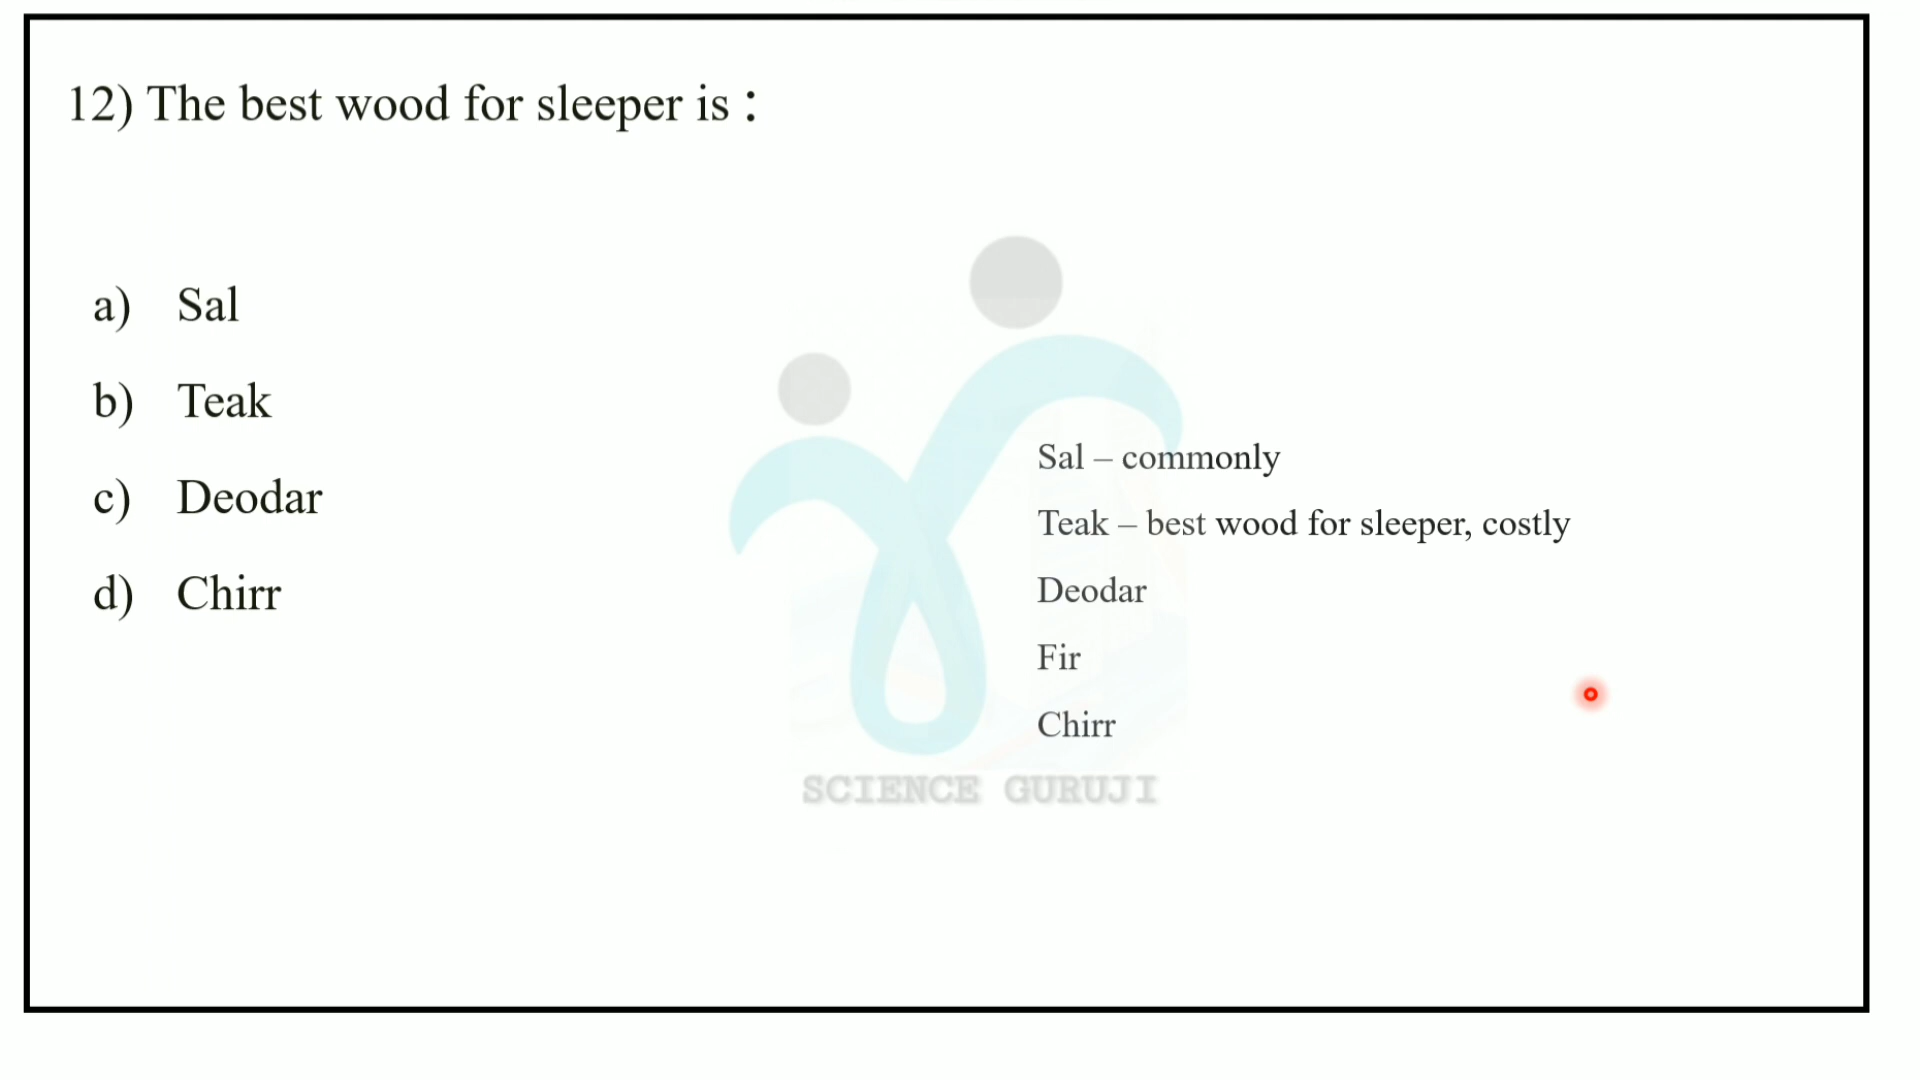 12) The best wood for sleeper is :
a) Sal
b) Teak
c) Deodar
d) Chirr
Sal – commonly
Teak – best wood for sleeper, costly
Deodar
Fir
Chirr
SCIENCE GURUJI